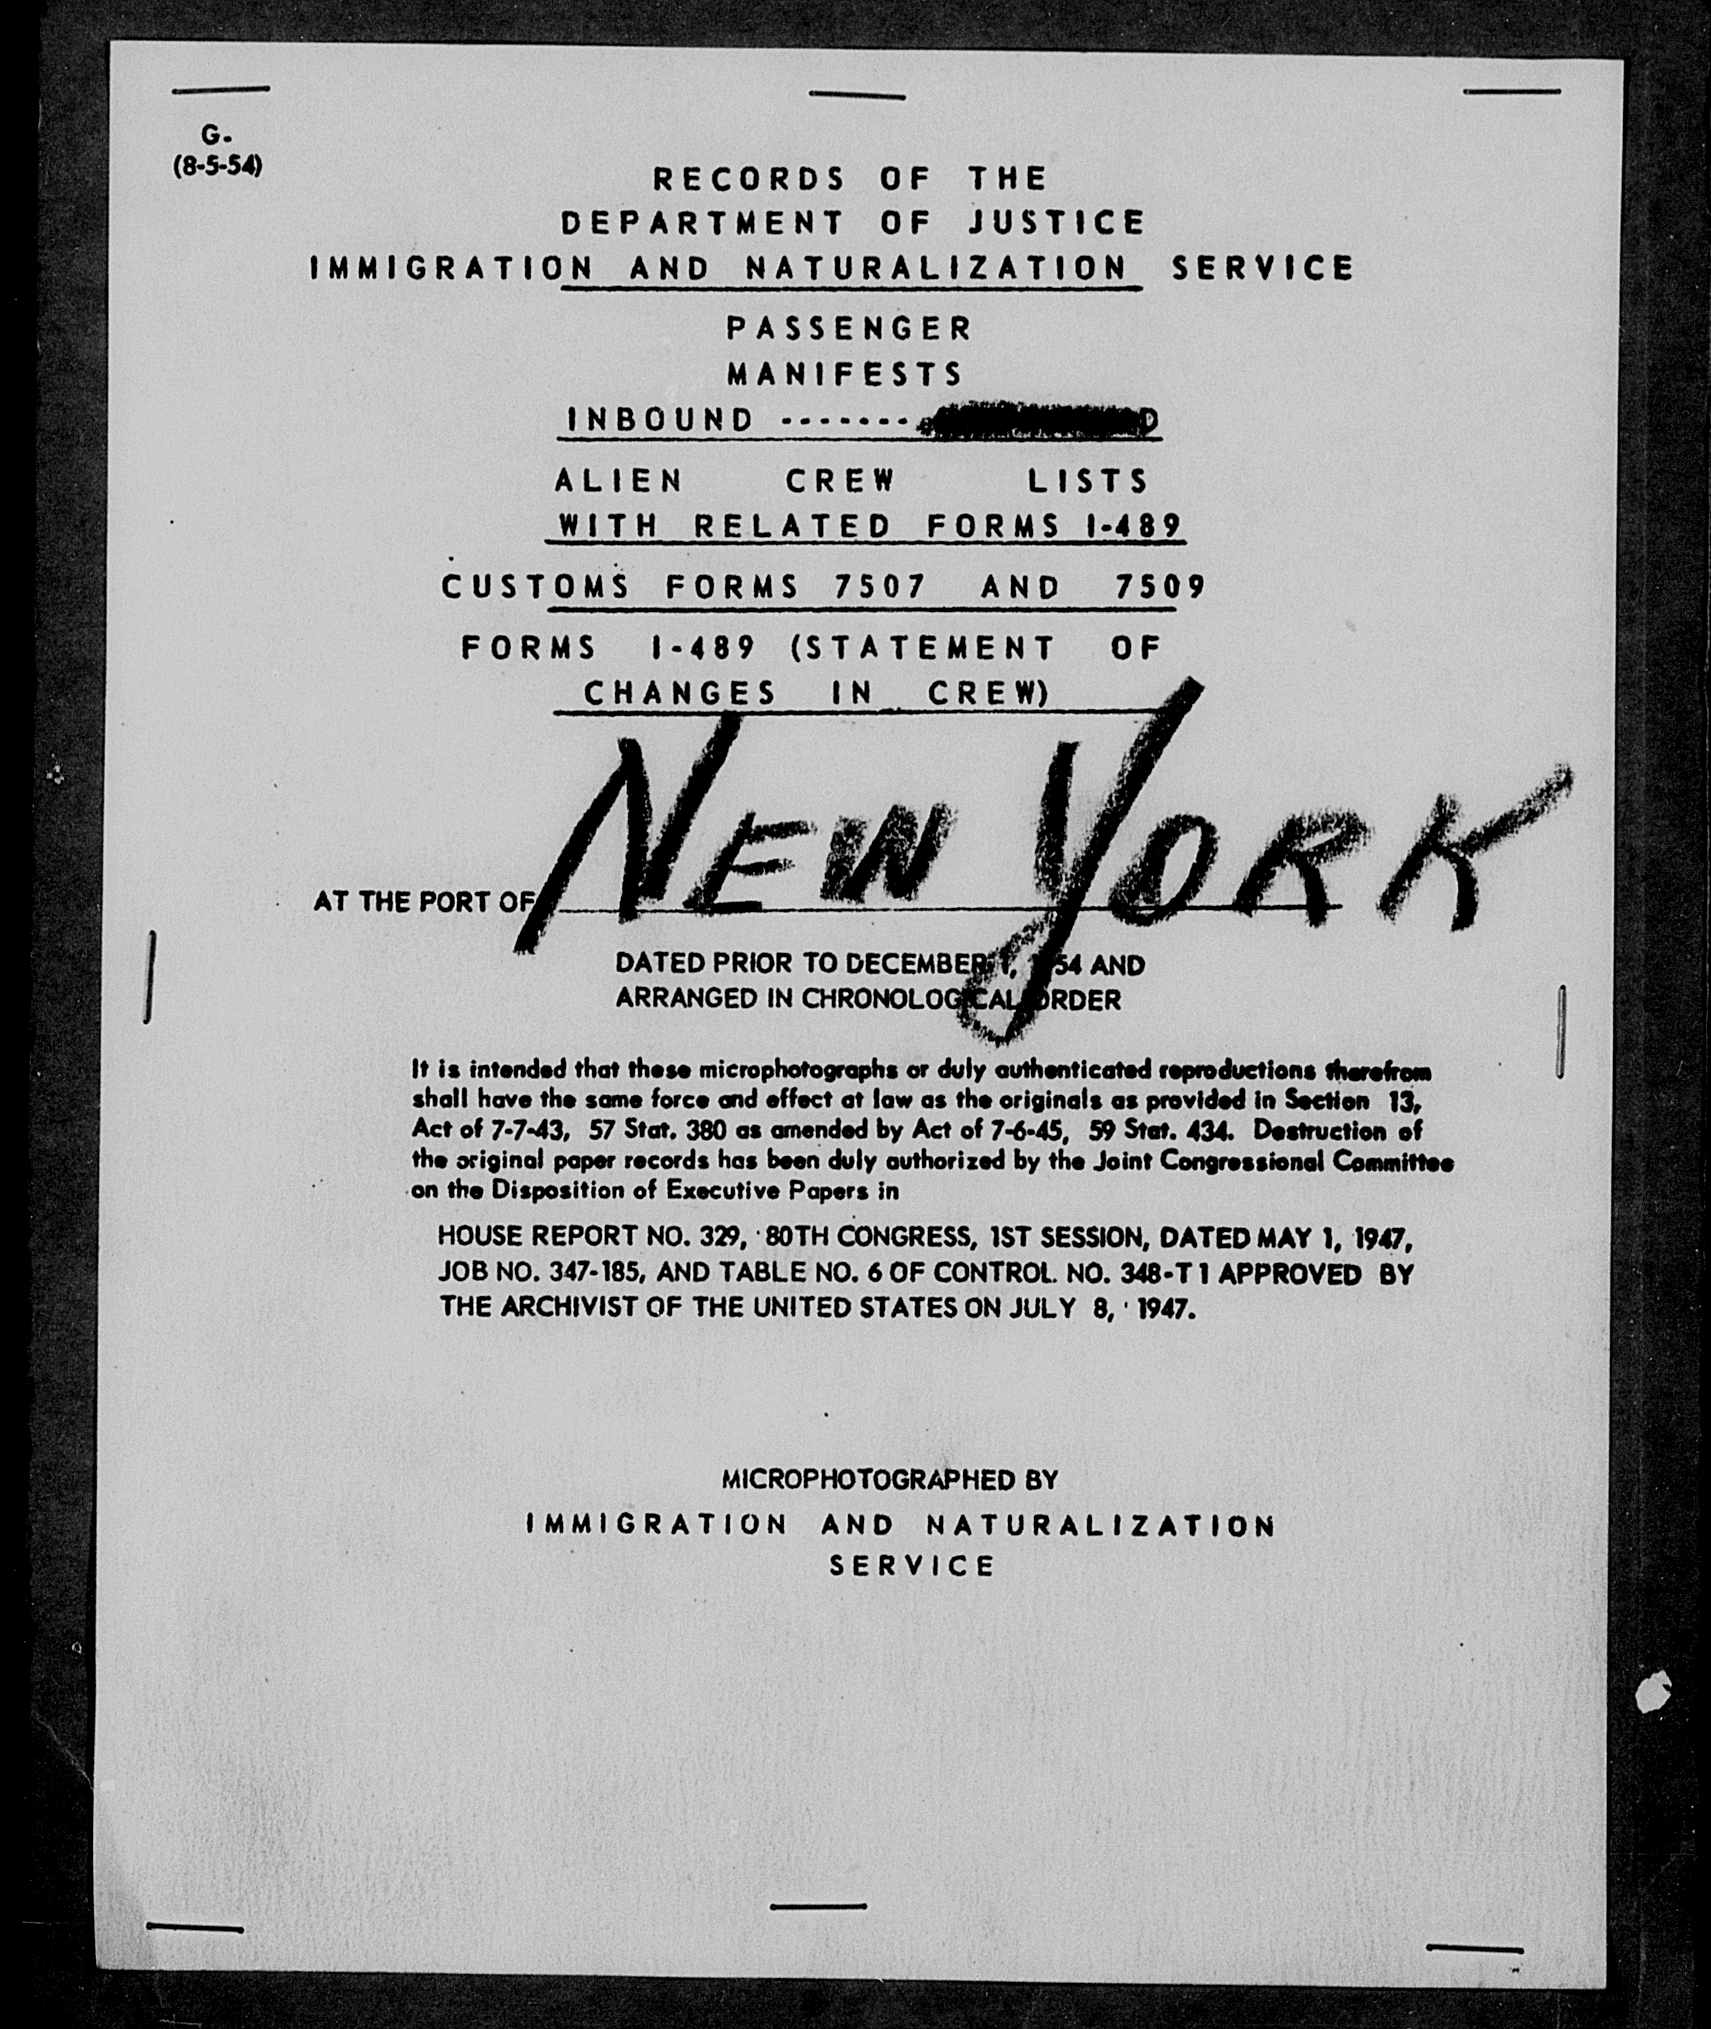 G.
(8-5-54)
RECORDS OF THE
DEPARTMENT OF JUSTICE
IMMIGRATION AND NATURALIZATION SERVICE
PASSENGER
MANIFESTS
INBOUND -------
ALIEN CREW LISTS
WITH RELATED FORMS I-489
CUSTOMS FORMS 7507 AND 7509
FORMS I-489 (STATEMENT OF
CHANGES IN CREW)
AT THE PORT OF NEW YORK
DATED PRIOR TO DECEMBER 1, 1954 AND
ARRANGED IN CHRONOLOGICAL ORDER
It is intended that these microphotographs or duly authenticated reproductions therefrom
shall have the same force and effect at law as the originals as provided in Section 13,
Act of 7-7-43, 57 Stat. 380 as amended by Act of 7-6-45, 59 Stat. 434. Destruction of
the original paper records has been duly authorized by the Joint Congressional Committee
on the Disposition of Executive Papers in
HOUSE REPORT NO. 329, 80TH CONGRESS, 1ST SESSION, DATED MAY 1, 1947,
JOB NO. 347-185, AND TABLE NO. 6 OF CONTROL NO. 348-T1 APPROVED BY
THE ARCHIVIST OF THE UNITED STATES ON JULY 8, 1947.
MICROPHOTOGRAPHED BY
IMMIGRATION AND NATURALIZATION
SERVICE